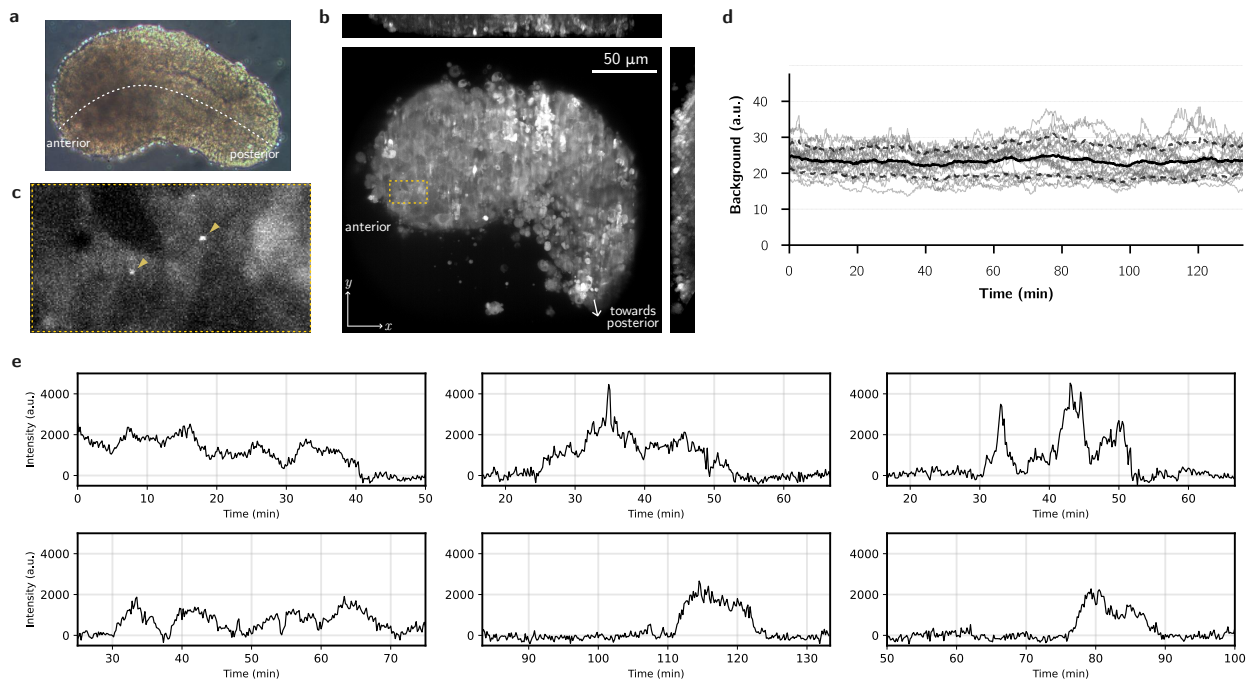 a
anterior
posterior
b
50 μm
anterior
y
x
towards
posterior
c
d
Background (a.u.)
40
30
20
10
0
0 20 40 60 80 100 120
Time (min)
e
Intensity (a.u.)
4000
2000
0
0 10 20 30 40 50
Time (min)
4000
2000
0
20 30 40 50 60
Time (min)
4000
2000
0
20 30 40 50 60
Time (min)
Intensity (a.u.)
4000
2000
0
30 40 50 60 70
Time (min)
4000
2000
0
90 100 110 120 130
Time (min)
4000
2000
0
50 60 70 80 90 100
Time (min)